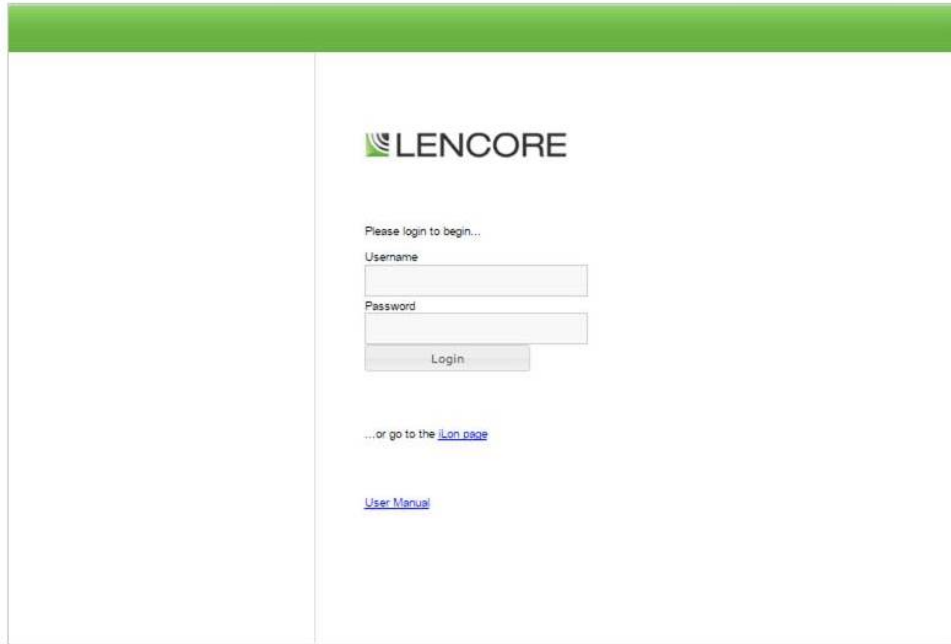 LENCORE
Please login to begin...
Username
Password
Login
...or go to the iLon page
User Manual